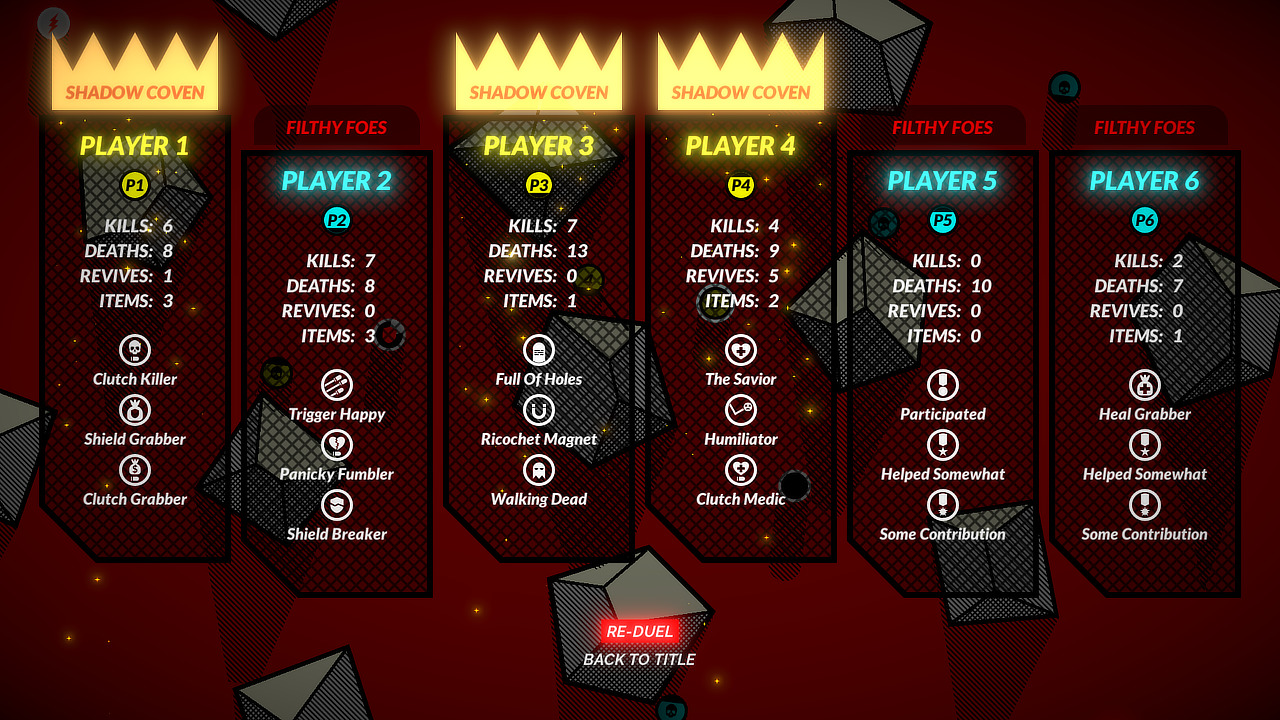 SHADOW COVEN
PLAYER 1
P1
KILLS: 6
DEATHS: 8
REVIVES: 1
ITEMS: 3
Clutch Killer
Shield Grabber
Clutch Grabber
FILTHY FOES
PLAYER 2
P2
KILLS: 7
DEATHS: 8
REVIVES: 0
ITEMS: 3
Trigger Happy
Panicky Fumbler
Shield Breaker
SHADOW COVEN
PLAYER 3
P3
KILLS: 7
DEATHS: 13
REVIVES: 0
ITEMS: 1
Full Of Holes
Ricochet Magnet
Walking Dead
SHADOW COVEN
PLAYER 4
P4
KILLS: 4
DEATHS: 9
REVIVES: 5
ITEMS: 2
The Savior
Humiliator
Clutch Medic
FILTHY FOES
PLAYER 5
P5
KILLS: 0
DEATHS: 10
REVIVES: 0
ITEMS: 0
Participated
Helped Somewhat
Some Contribution
FILTHY FOES
PLAYER 6
P6
KILLS: 2
DEATHS: 7
REVIVES: 0
ITEMS: 1
Heal Grabber
Helped Somewhat
Some Contribution
RE-DUEL
BACK TO TITLE